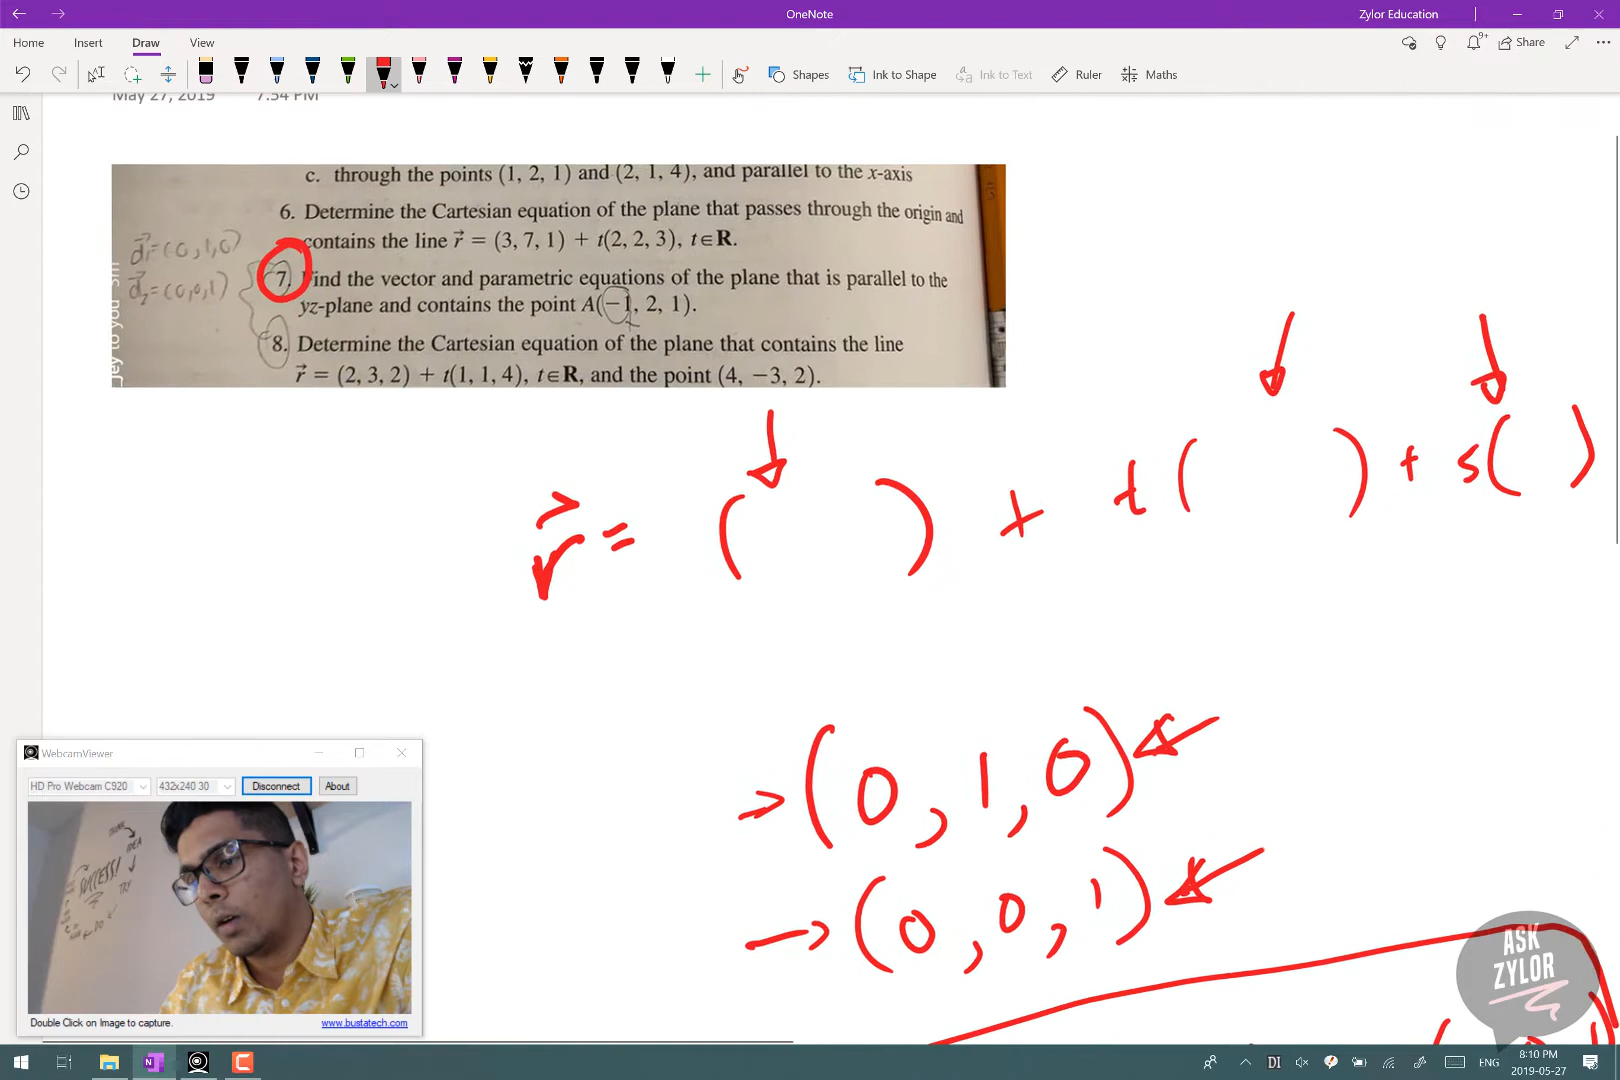 OneNote
Zylor Education
Home Insert Draw View
9+ Share
Shapes Ink to Shape Ink to Text Ruler Maths
May 27, 2019 7:54 PM
c. through the points (1, 2, 1) and (2, 1, 4), and parallel to the x-axis
6. Determine the Cartesian equation of the plane that passes through the origin and
contains the line r⃗ = (3, 7, 1) + t(2, 2, 3), t∈R.
7. Find the vector and parametric equations of the plane that is parallel to the
yz-plane and contains the point A(−1, 2, 1).
8. Determine the Cartesian equation of the plane that contains the line
r⃗ = (2, 3, 2) + t(1, 1, 4), t∈R, and the point (4, −3, 2).
d⃗₁=(0,1,0)
d⃗₂=(0,0,1)
r⃗ = ( ) + t( ) + s( )
→(0, 1, 0)
→(0, 0, 1)
WebcamViewer
HD Pro Webcam C920 432x240 30 Disconnect About
THINK
IDEA
SUCCESS!
TRY
DO
Double Click on Image to capture. www.bustatech.com
ASK
ZYLOR
ENG
8:10 PM
2019-05-27